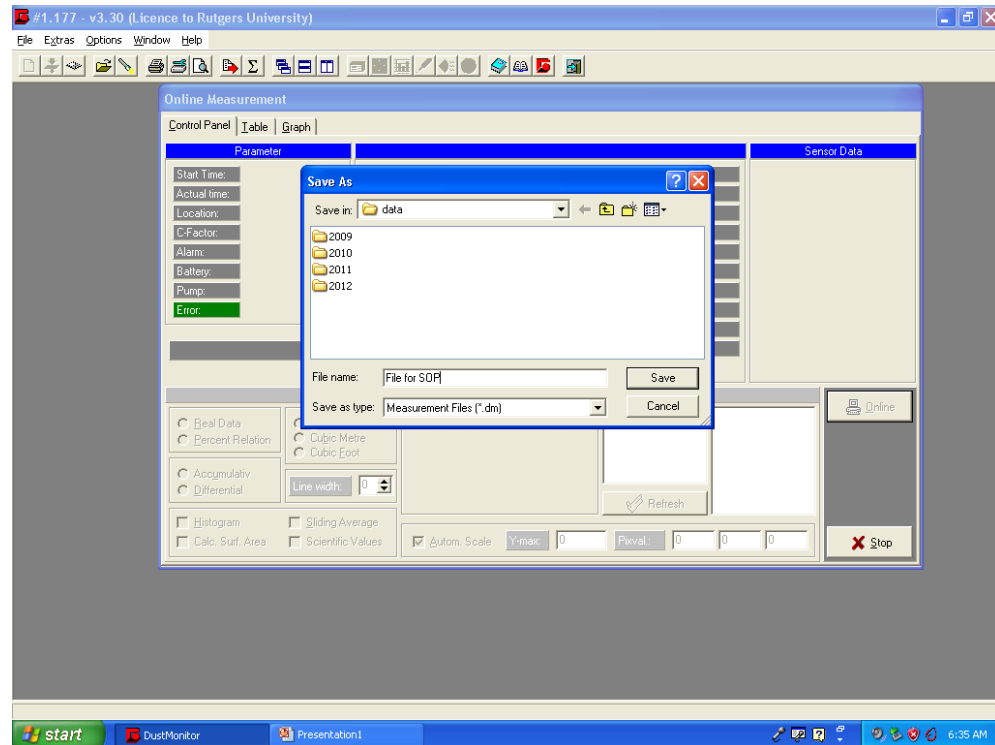 #1.177 - v3.30 (Licence to Rutgers University)
File Extras Options Window Help
Online Measurement
Control Panel Table Graph
Parameter
Sensor Data
Start Time:
Actual time:
Location:
C-Factor:
Alarm:
Battery:
Pump:
Error:
Save As
Save in: data
2009
2010
2011
2012
File name: File for SOP
Save
Save as type: Measurement Files (*.dm)
Cancel
Online
Real Data
Percent Relation
Cubic Metre
Cubic Foot
Accumulativ
Differential
Line width: 0
Refresh
Histogram
Sliding Average
Calc. Surf. Area
Scientific Values
Autom. Scale Y-max: 0 Pixval.: 0 0 0
Stop
start DustMonitor Presentation1 6:35 AM